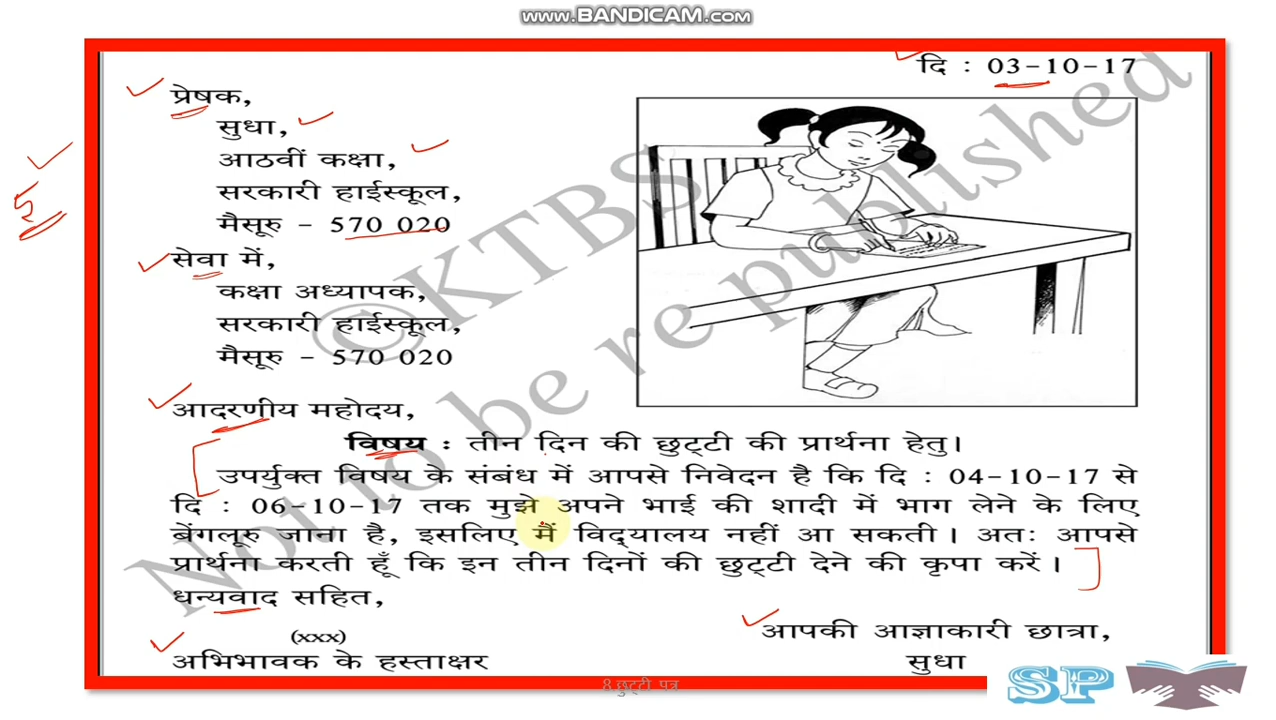 www.BANDICAM.com
दि : 03-10-17
प्रेषक,
सुधा,
आठवीं कक्षा,
सरकारी हाईस्कूल,
मैसूरु - 570 020
5
सेवा में,
कक्षा अध्यापक,
सरकारी हाईस्कूल,
मैसूरु - 570 020
आदरणीय महोदय,
विषय : तीन दिन की छुट्टी की प्रार्थना हेतु।
उपर्युक्त विषय के संबंध में आपसे निवेदन है कि दि : 04-10-17 से
दि : 06-10-17 तक मुझे अपने भाई की शादी में भाग लेने के लिए
बेंगलूरु जाना है, इसलिए मैं विद्यालय नहीं आ सकती। अतः आपसे
प्रार्थना करती हूँ कि इन तीन दिनों की छुट्टी देने की कृपा करें।
धन्यवाद सहित,
(xxx)
आपकी आज्ञाकारी छात्रा,
अभिभावक के हस्ताक्षर
सुधा
8 छुट्टी पत्र
SP
©KTBS
Not to be re published